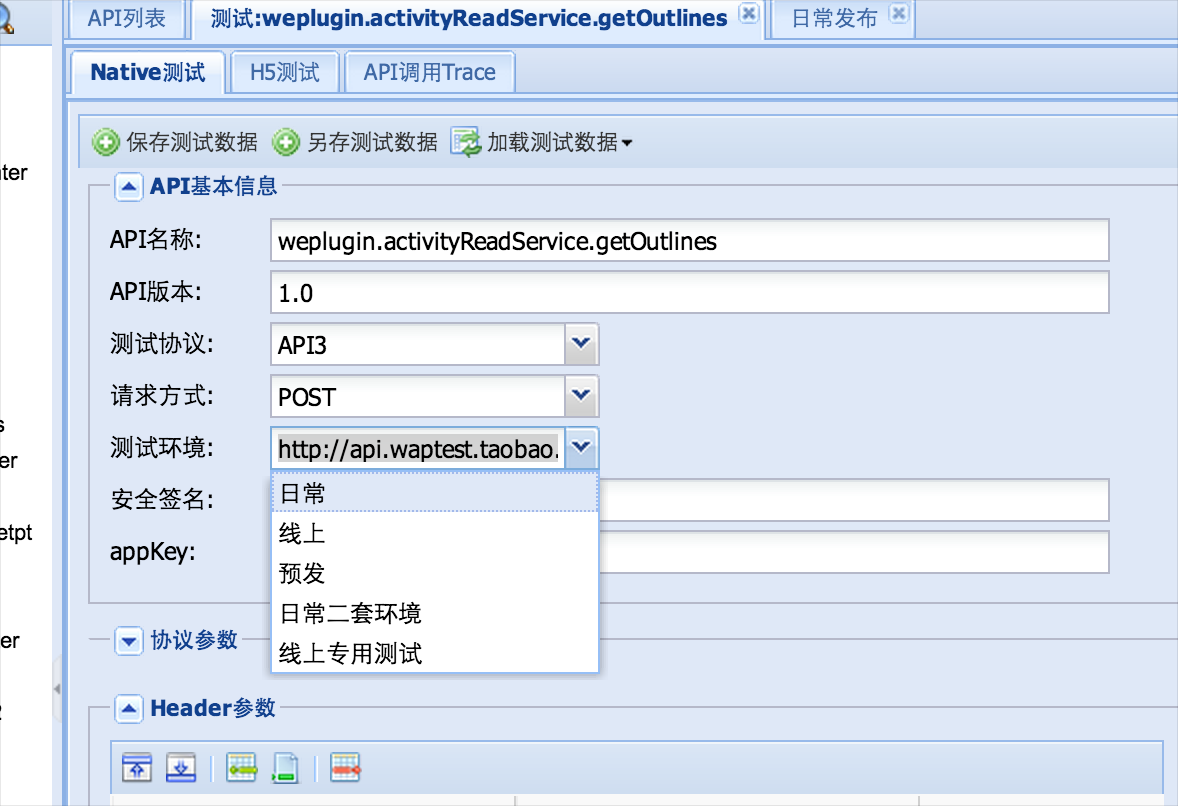 API列表 测试:weplugin.activityReadService.getOutlines 日常发布
Native测试 H5测试 API调用Trace
保存测试数据 另存测试数据 加载测试数据
API基本信息
API名称: weplugin.activityReadService.getOutlines
API版本: 1.0
测试协议: API3
请求方式: POST
测试环境: http://api.waptest.taobao.
日常
安全签名:
线上
appKey:
预发
日常二套环境
线上专用测试
协议参数
Header参数
er
etpt
er